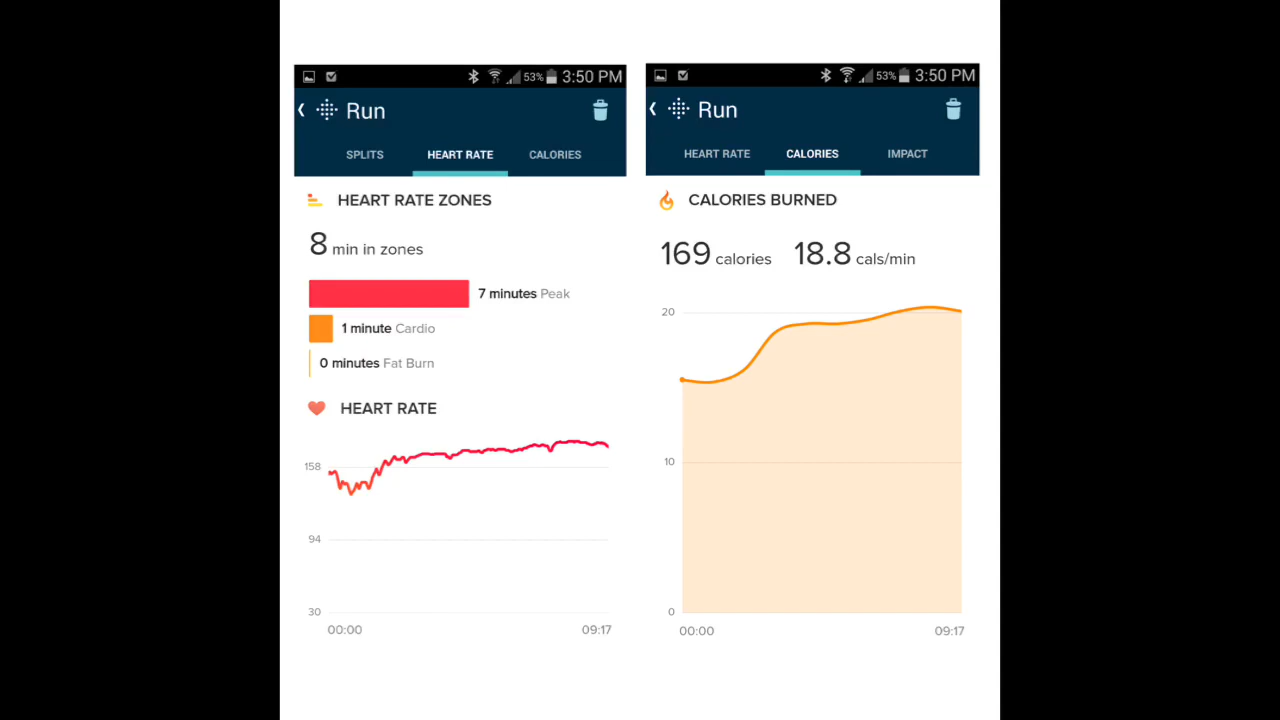 53% 3:50 PM
Run
SPLITS HEART RATE CALORIES
HEART RATE ZONES
8 min in zones
7 minutes Peak
1 minute Cardio
0 minutes Fat Burn
HEART RATE
158
94
30
00:00 09:17
53% 3:50 PM
Run
HEART RATE CALORIES IMPACT
CALORIES BURNED
169 calories 18.8 cals/min
20
10
0
00:00 09:17